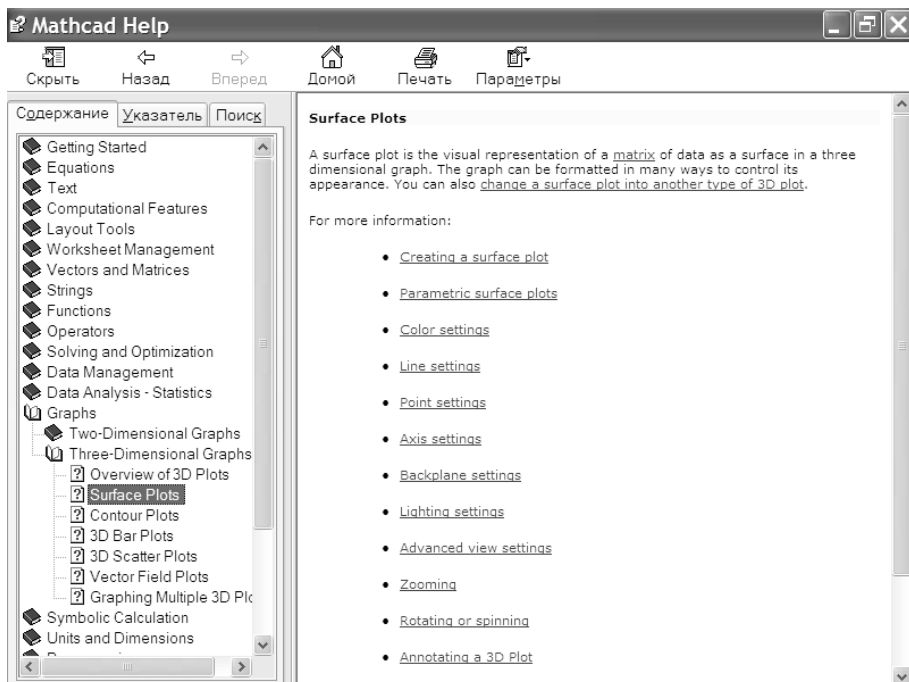 Mathcad Help
Скрыть Назад Вперед Домой Печать Параметры
Содержание Указатель Поиск
Getting Started
Equations
Text
Computational Features
Layout Tools
Worksheet Management
Vectors and Matrices
Strings
Functions
Operators
Solving and Optimization
Data Management
Data Analysis - Statistics
Graphs
Two-Dimensional Graphs
Three-Dimensional Graphs
Overview of 3D Plots
Surface Plots
Contour Plots
3D Bar Plots
3D Scatter Plots
Vector Field Plots
Graphing Multiple 3D Plo
Symbolic Calculation
Units and Dimensions
Surface Plots
A surface plot is the visual representation of a matrix of data as a surface in a three
dimensional graph. The graph can be formatted in many ways to control its
appearance. You can also change a surface plot into another type of 3D plot.
For more information:
• Creating a surface plot
• Parametric surface plots
• Color settings
• Line settings
• Point settings
• Axis settings
• Backplane settings
• Lighting settings
• Advanced view settings
• Zooming
• Rotating or spinning
• Annotating a 3D Plot